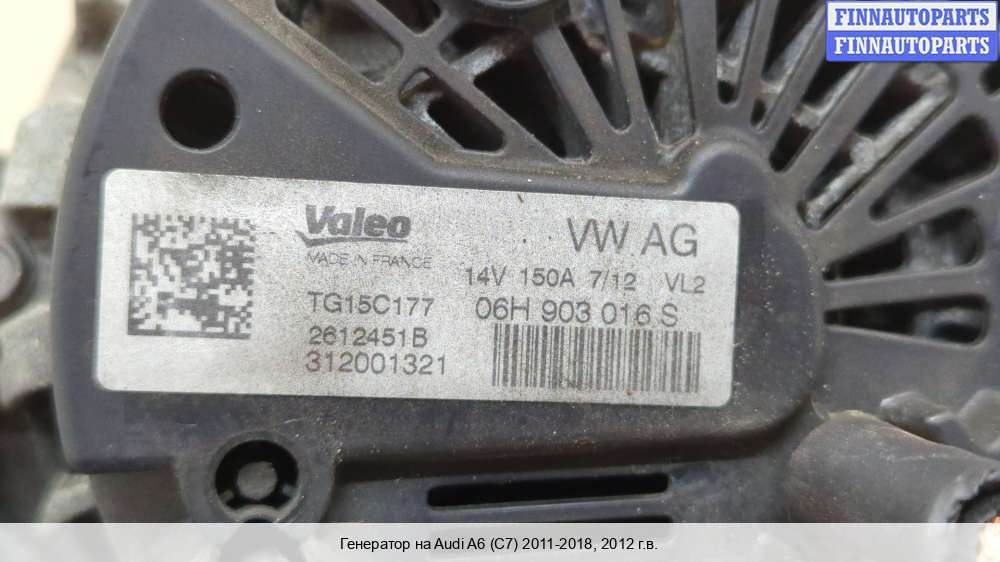 FINNAUTOPARTS
FINNAUTOPARTS
Valeo
MADE IN FRANCE
VW.AG
14V 150A 7/12 VL2
TG15C177
06H 903 016 S
2612451B
312001321
Генератор на Audi A6 (C7) 2011-2018, 2012 г.в.